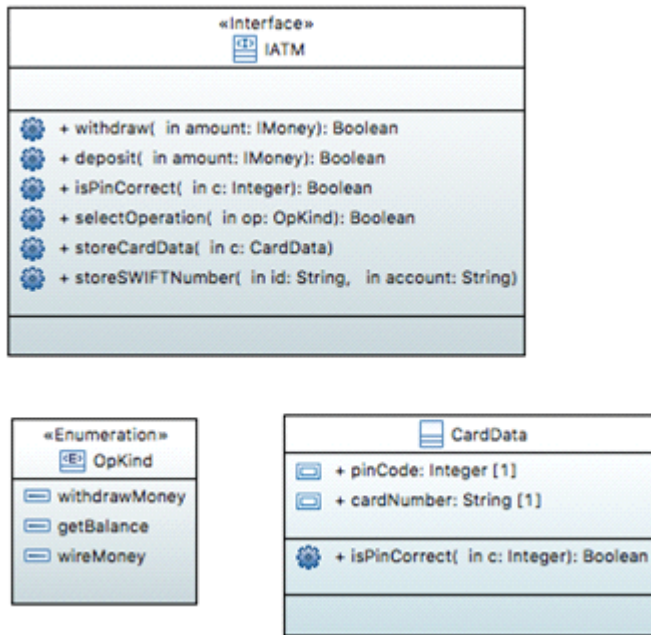 «Interface»
IATM
+ withdraw( in amount: IMoney): Boolean
+ deposit( in amount: IMoney): Boolean
+ isPinCorrect( in c: Integer): Boolean
+ selectOperation( in op: OpKind): Boolean
+ storeCardData( in c: CardData)
+ storeSWIFTNumber( in id: String, in account: String)
«Enumeration»
OpKind
withdrawMoney
getBalance
wireMoney
CardData
+ pinCode: Integer [1]
+ cardNumber: String [1]
+ isPinCorrect( in c: Integer): Boolean